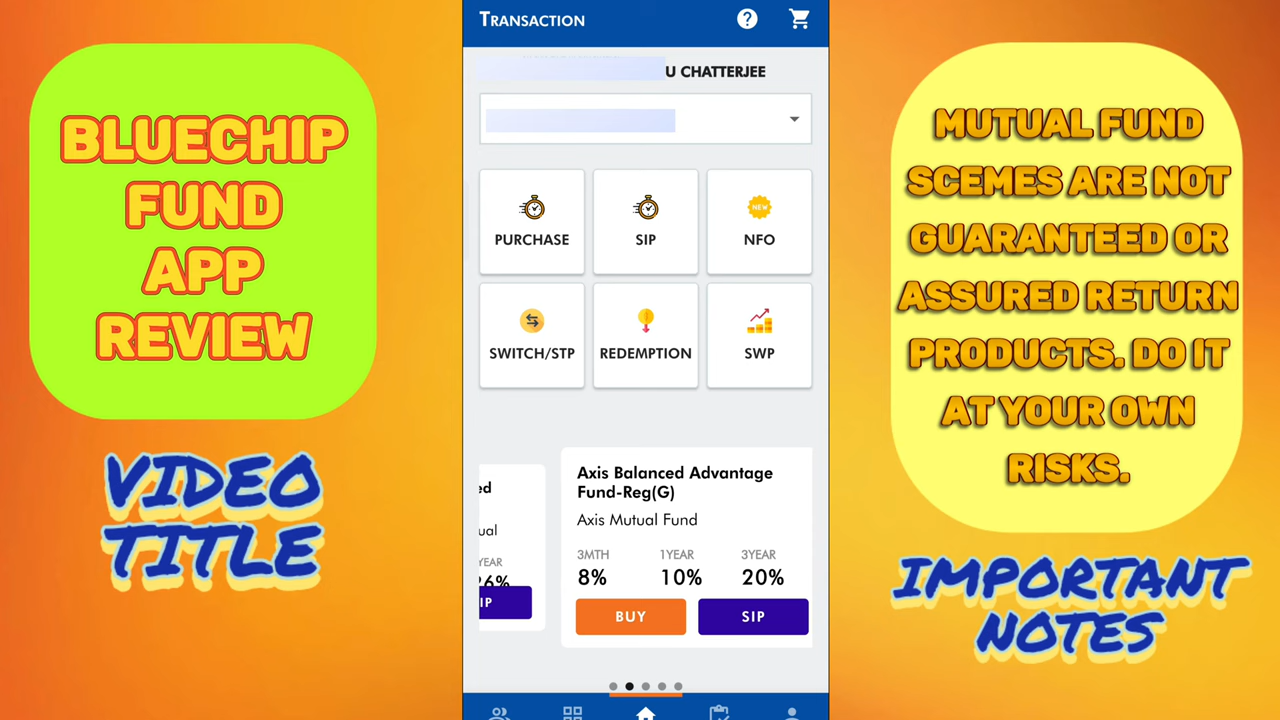 BLUECHIP
FUND
APP
REVIEW
VIDEO
TITLE
TRANSACTION
U CHATTERJEE
PURCHASE
SIP
NFO
NEW
SWITCH/STP
REDEMPTION
SWP
ed
ual
YEAR
26%
IP
Axis Balanced Advantage
Fund-Reg(G)
Axis Mutual Fund
3MTH 1YEAR 3YEAR
8% 10% 20%
BUY SIP
MUTUAL FUND
SCEMES ARE NOT
GUARANTEED OR
ASSURED RETURN
PRODUCTS. DO IT
AT YOUR OWN
RISKS.
IMPORTANT
NOTES